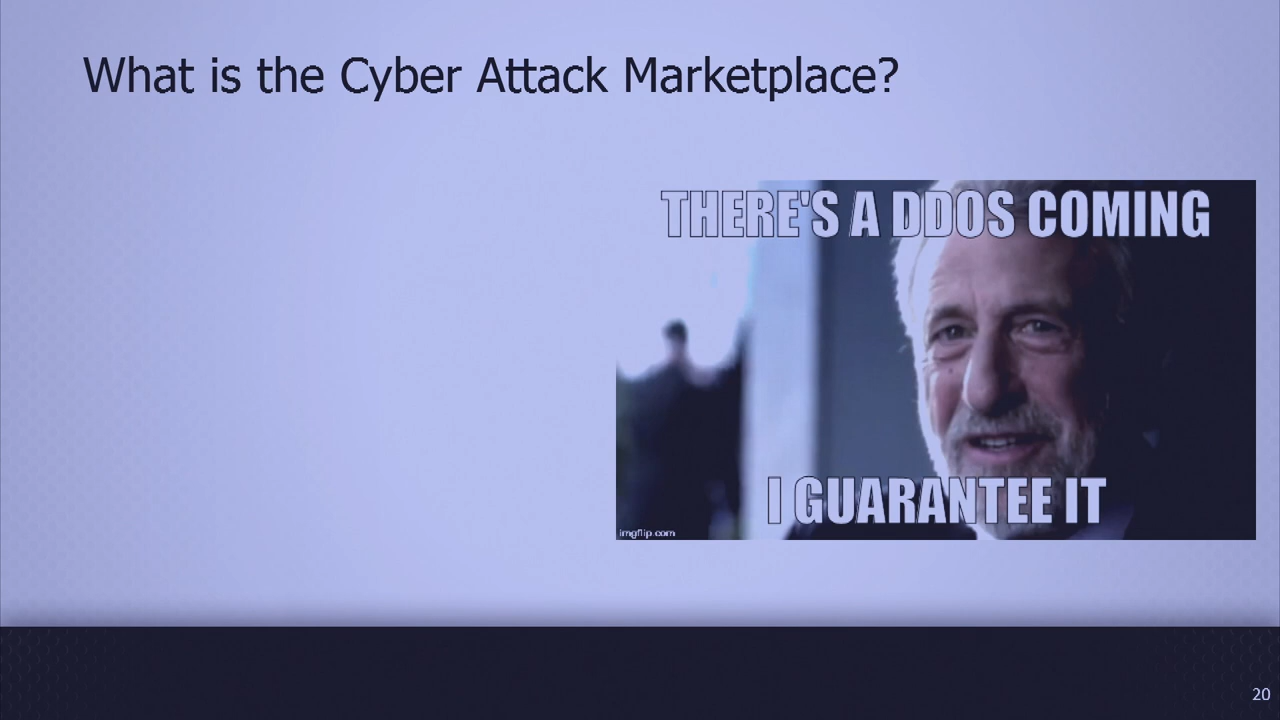 What is the Cyber Attack Marketplace?
THERE'S A DDOS COMING
I GUARANTEE IT
imgflip.com
20